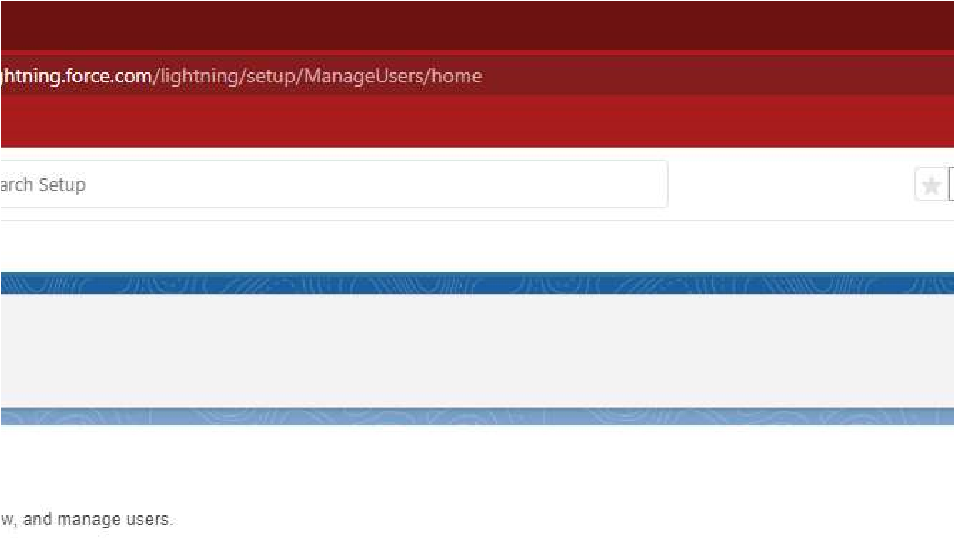 htning.force.com/lightning/setup/ManageUsers/home
arch Setup
w, and manage users.